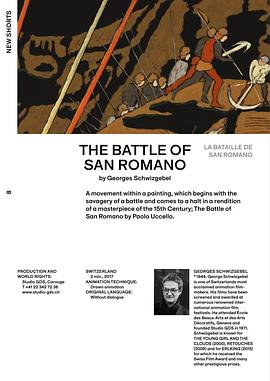 NEW SHORTS
THE BATTLE OF
SAN ROMANO
LA BATAILLE DE
SAN ROMANO
by Georges Schwizgebel
8
A movement within a painting, which begins with the
savagery of a battle and comes to a halt in a rendition
of a masterpiece of the 15th Century; The Battle of
San Romano by Paolo Uccello.
PRODUCTION AND
WORLD RIGHTS:
Studio GDS, Carouge
T +41 22 342 72 36
www.studio-gds.ch
SWITZERLAND
2 min., 2017
ANIMATION TECHNIQUE:
Drawn animation
ORIGINAL LANGUAGE:
Without dialogue
GEORGES SCHWIZGEBEL
* 1944. George Schwizgebel
is one of Switzerlands most
acclaimed animation film-
makers. His films have been
screened and awarded at
numerous renowned inter-
national animation film
festivals. He attended École
des Beaux-Arts et des Arts
Décoratifs, Geneva and
founded Studio GDS in 1971.
Schwizgebel is known for
THE YOUNG GIRL AND THE
CLOUDS (2000), RETOUCHES
(2008) and for ERLKING (2015)
for which he received the
Swiss Film Award and many
other prestigious prizes.